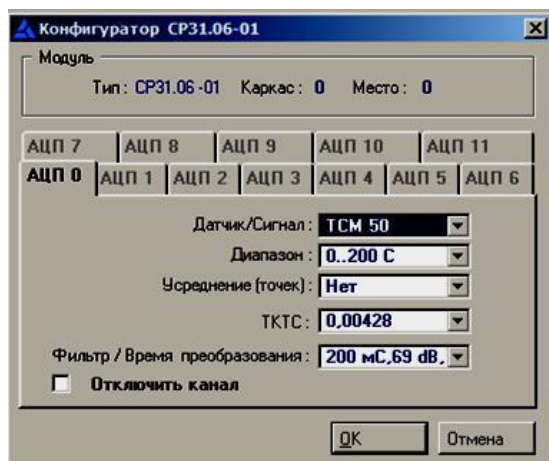 Конфигуратор СР31.06-01
Модуль
Тип: СР31.06-01 Каркас: 0 Место: 0
АЦП 7 АЦП 8 АЦП 9 АЦП 10 АЦП 11
АЦП 0 АЦП 1 АЦП 2 АЦП 3 АЦП 4 АЦП 5 АЦП 6
Датчик/Сигнал: ТСМ 50
Диапазон: 0..200 С
Усреднение (точек): Нет
ТКТС: 0,00428
Фильтр / Время преобразования: 200 мС,69 dB,
Отключить канал
OK Отмена